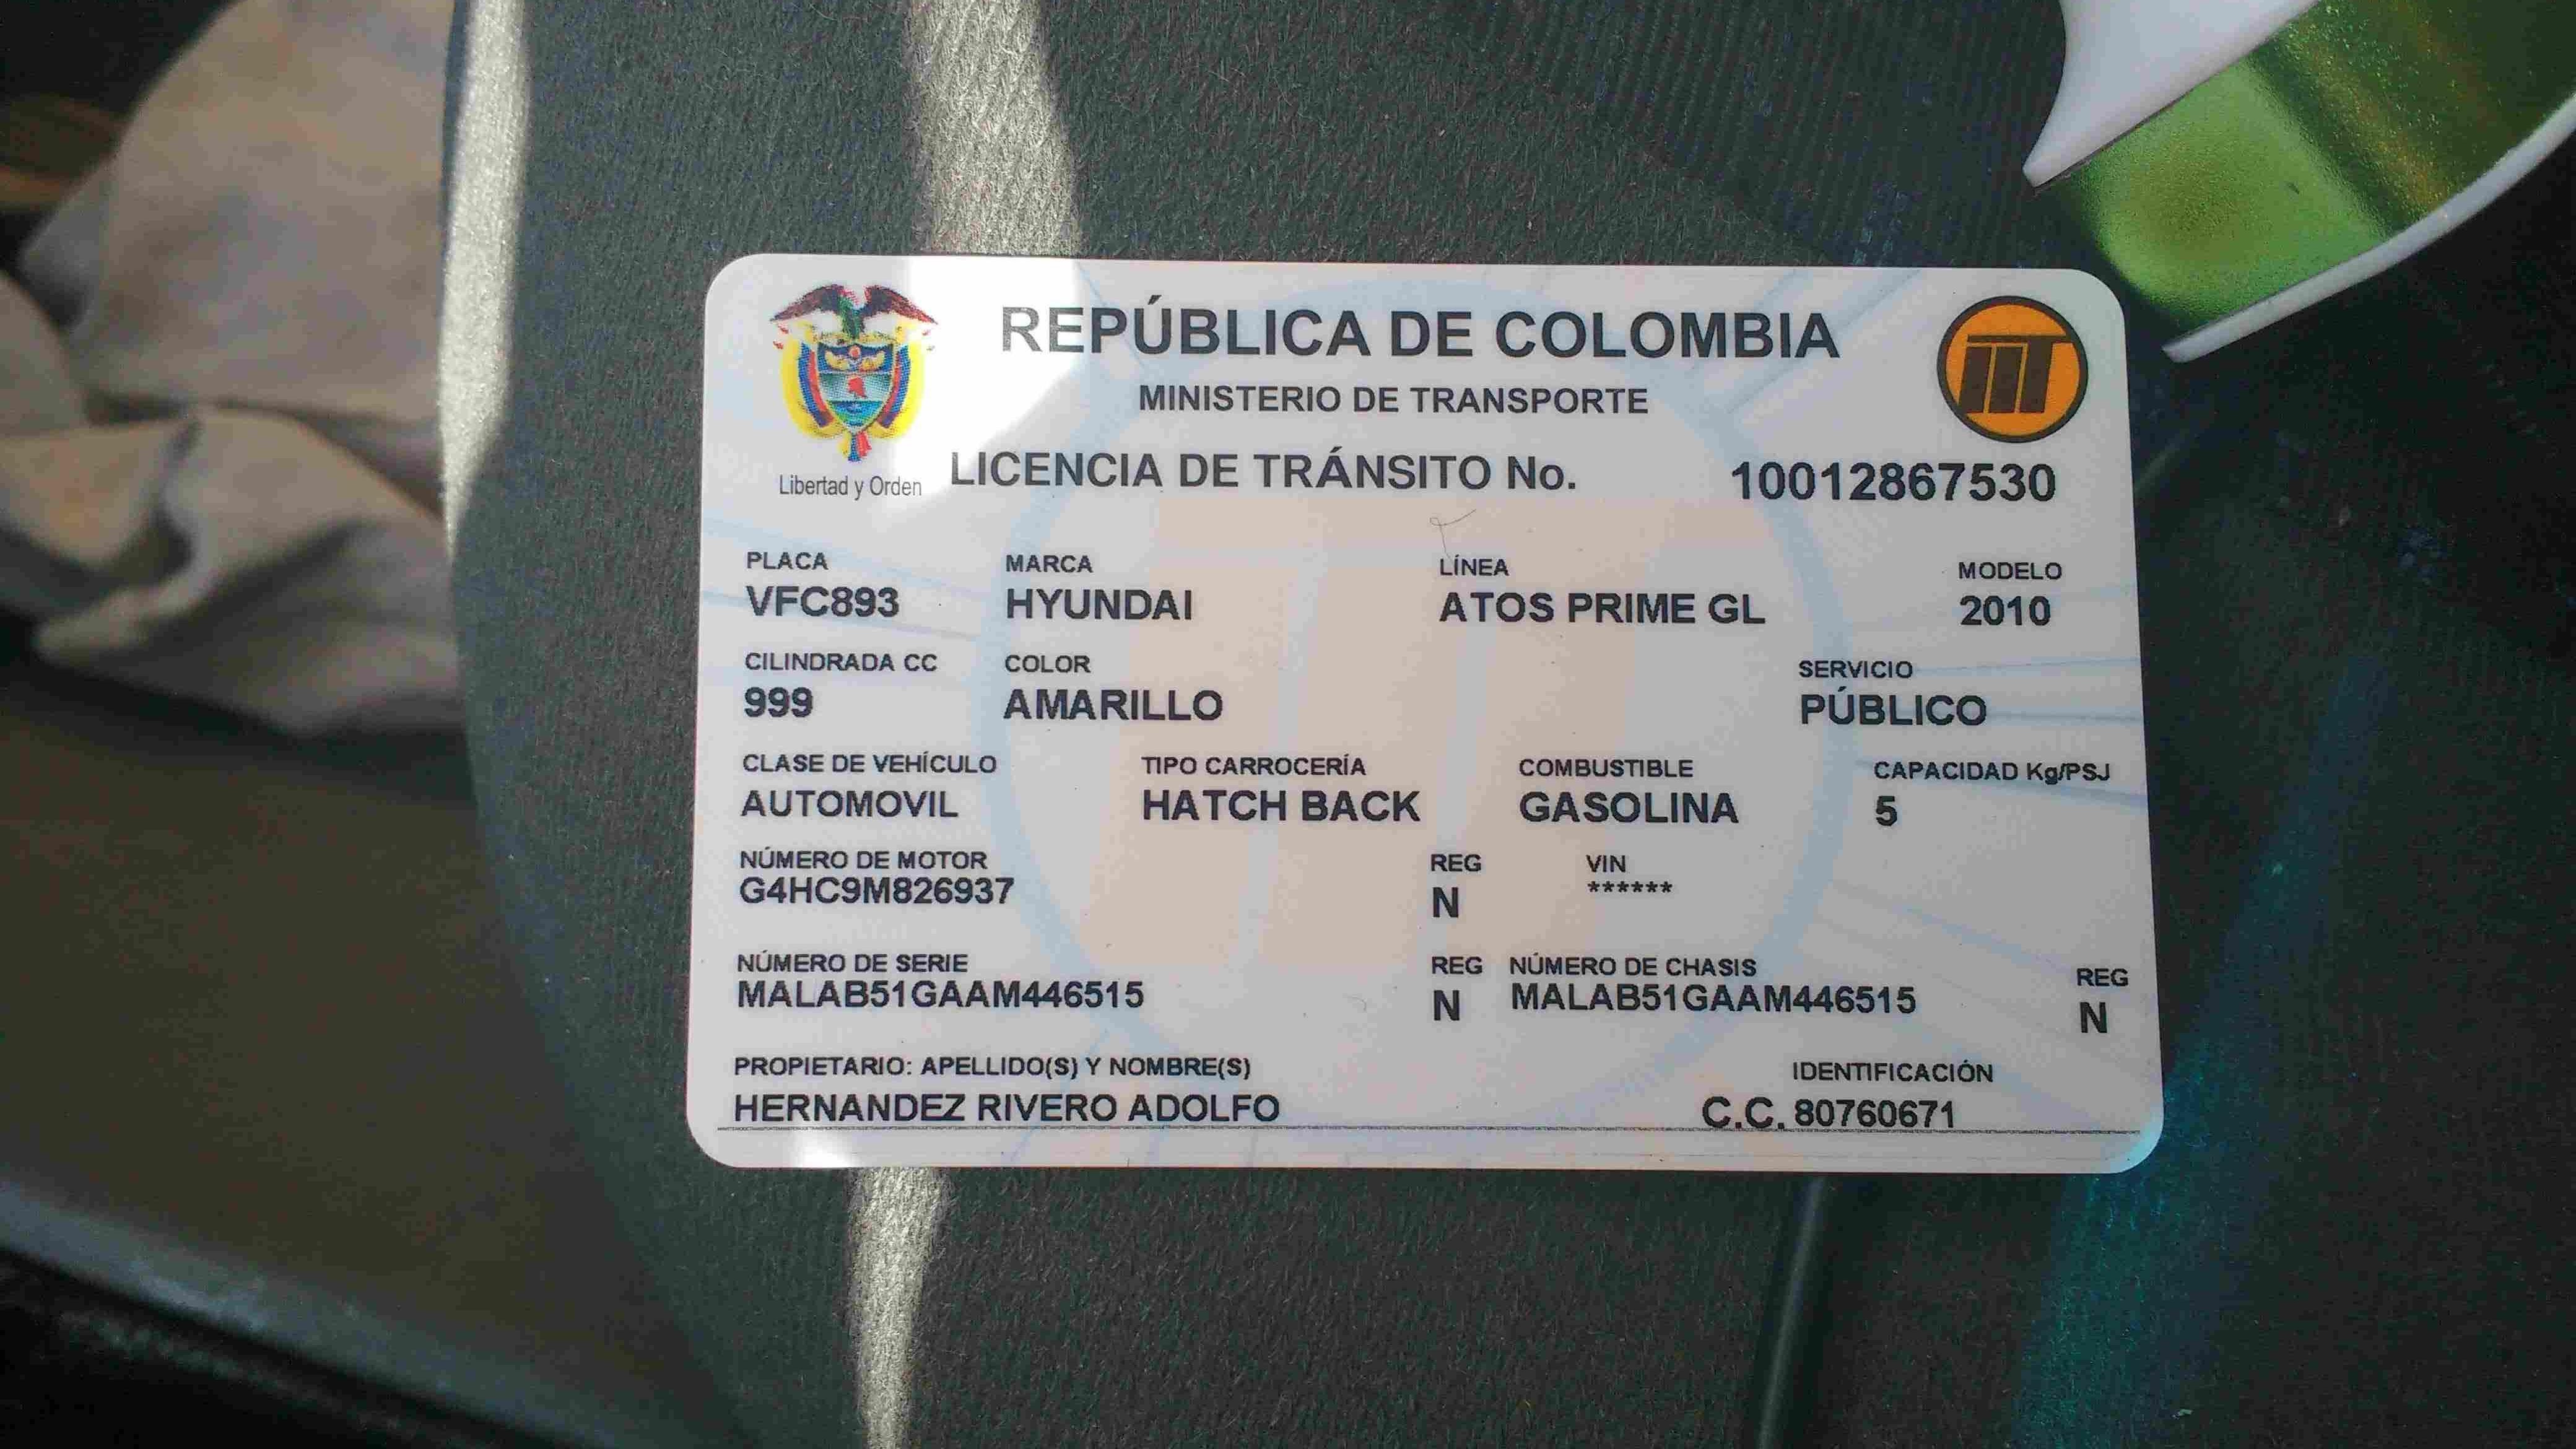 REPÚBLICA DE COLOMBIA
MINISTERIO DE TRANSPORTE
Libertad y Orden
LICENCIA DE TRÁNSITO No. 10012867530
PLACA MARCA LÍNEA MODELO
VFC893 HYUNDAI ATOS PRIME GL 2010
CILINDRADA CC COLOR SERVICIO
999 AMARILLO PÚBLICO
CLASE DE VEHÍCULO TIPO CARROCERÍA COMBUSTIBLE CAPACIDAD Kg/PSJ
AUTOMOVIL HATCH BACK GASOLINA 5
NÚMERO DE MOTOR REG VIN
G4HC9M826937 N ******
NÚMERO DE SERIE REG NÚMERO DE CHASIS REG
MALAB51GAAM446515 N MALAB51GAAM446515 N
PROPIETARIO: APELLIDO(S) Y NOMBRE(S) IDENTIFICACIÓN
HERNANDEZ RIVERO ADOLFO C.C. 80760671